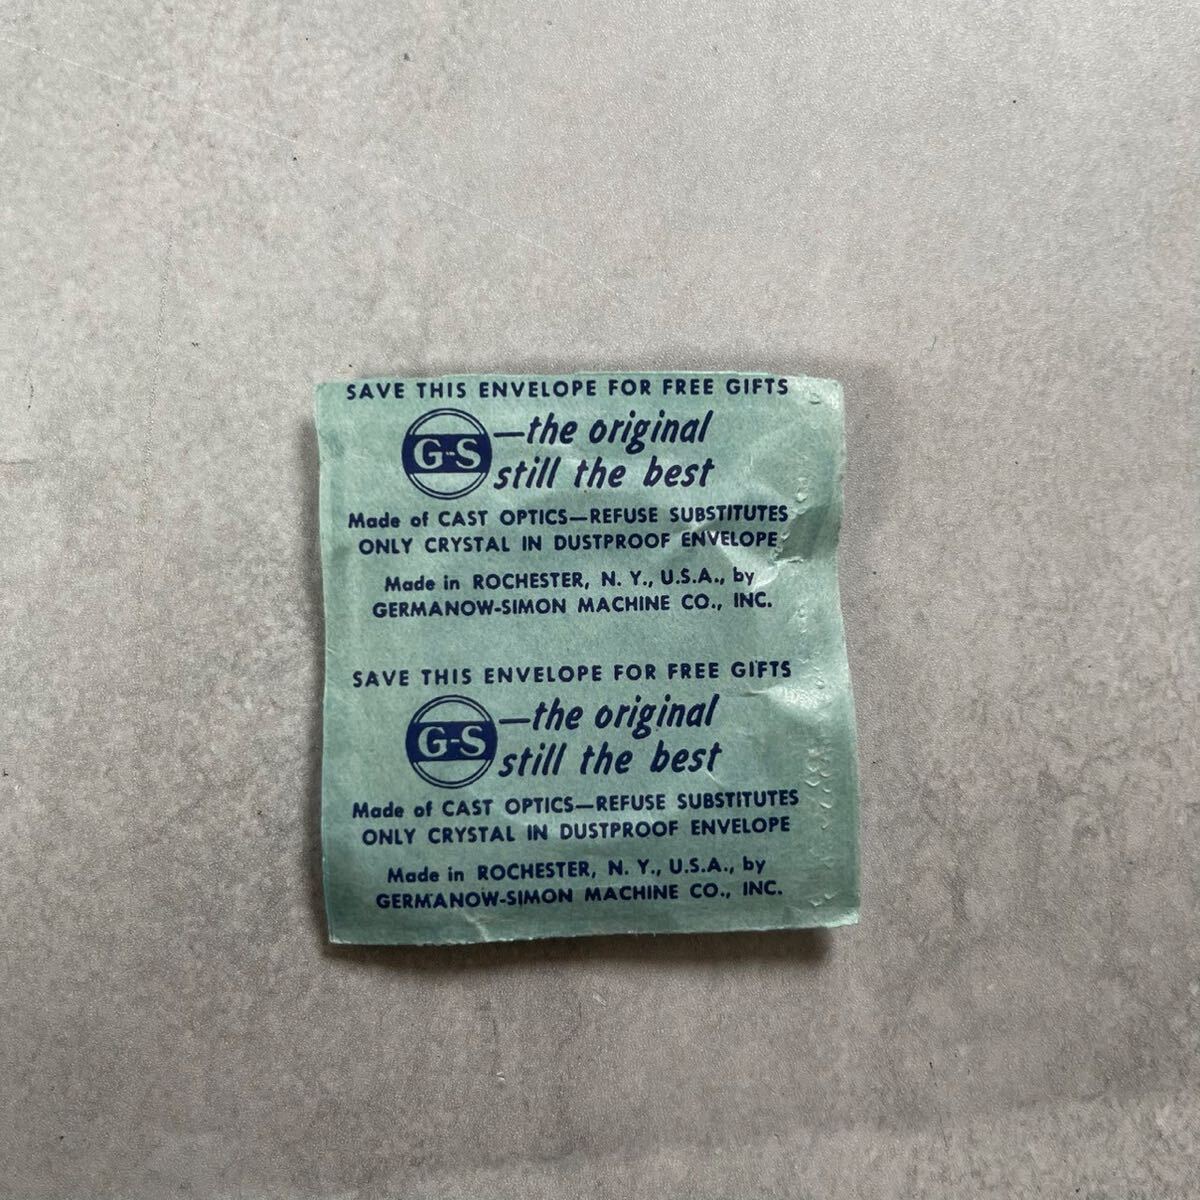 SAVE THIS ENVELOPE FOR FREE GIFTS
G-S —the original
still the best
Made of CAST OPTICS—REFUSE SUBSTITUTES
ONLY CRYSTAL IN DUSTPROOF ENVELOPE
Made in ROCHESTER, N. Y., U.S.A., by
GERMANOW-SIMON MACHINE CO., INC.
SAVE THIS ENVELOPE FOR FREE GIFTS
G-S —the original
still the best
Made of CAST OPTICS—REFUSE SUBSTITUTES
ONLY CRYSTAL IN DUSTPROOF ENVELOPE
Made in ROCHESTER, N. Y., U.S.A., by
GERMANOW-SIMON MACHINE CO., INC.